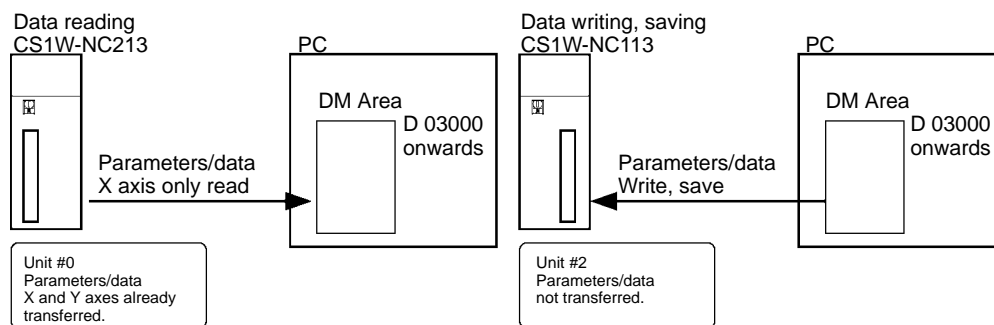 Data reading
CS1W-NC213
PC
DM Area
D 03000
onwards
Parameters/data
X axis only read
Unit #0
Parameters/data
X and Y axes already
transferred.
Data writing, saving
CS1W-NC113
PC
DM Area
D 03000
onwards
Parameters/data
Write, save
Unit #2
Parameters/data
not transferred.